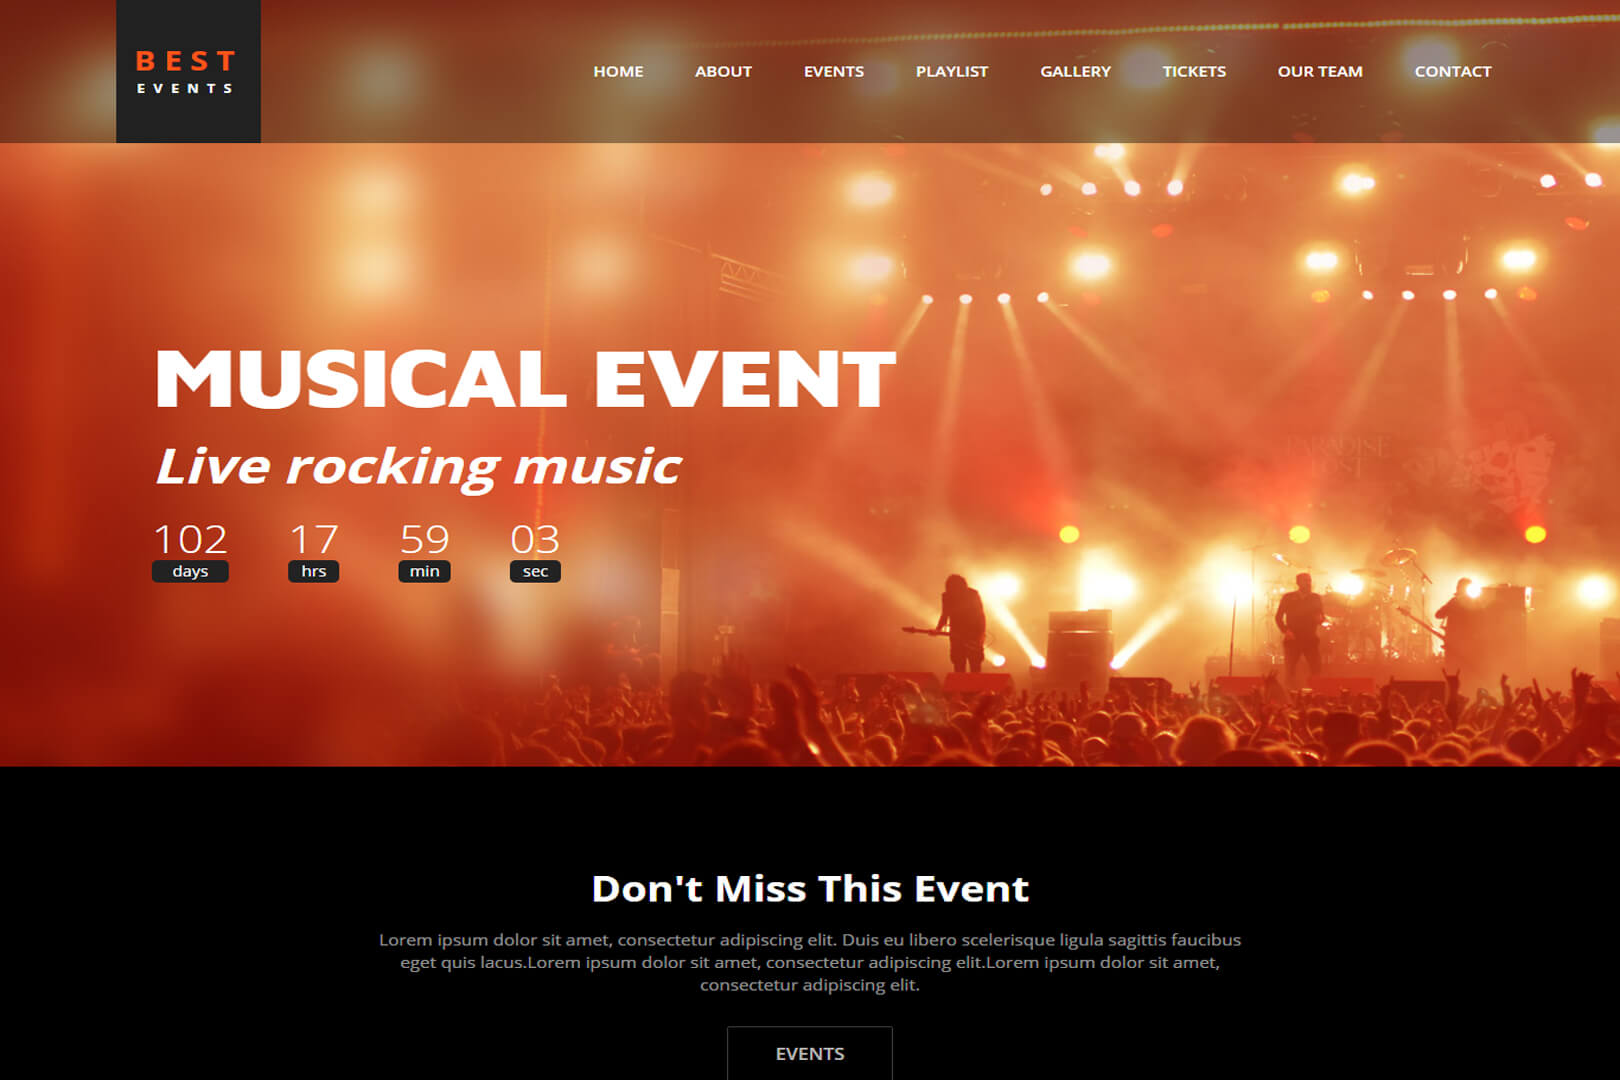 BEST
EVENTS
HOME ABOUT EVENTS PLAYLIST GALLERY TICKETS OUR TEAM CONTACT
MUSICAL EVENT
Live rocking music
102 17 59 03
days hrs min sec
Don't Miss This Event
Lorem ipsum dolor sit amet, consectetur adipiscing elit. Duis eu libero scelerisque ligula sagittis faucibus
eget quis lacus.Lorem ipsum dolor sit amet, consectetur adipiscing elit.Lorem ipsum dolor sit amet,
consectetur adipiscing elit.
EVENTS